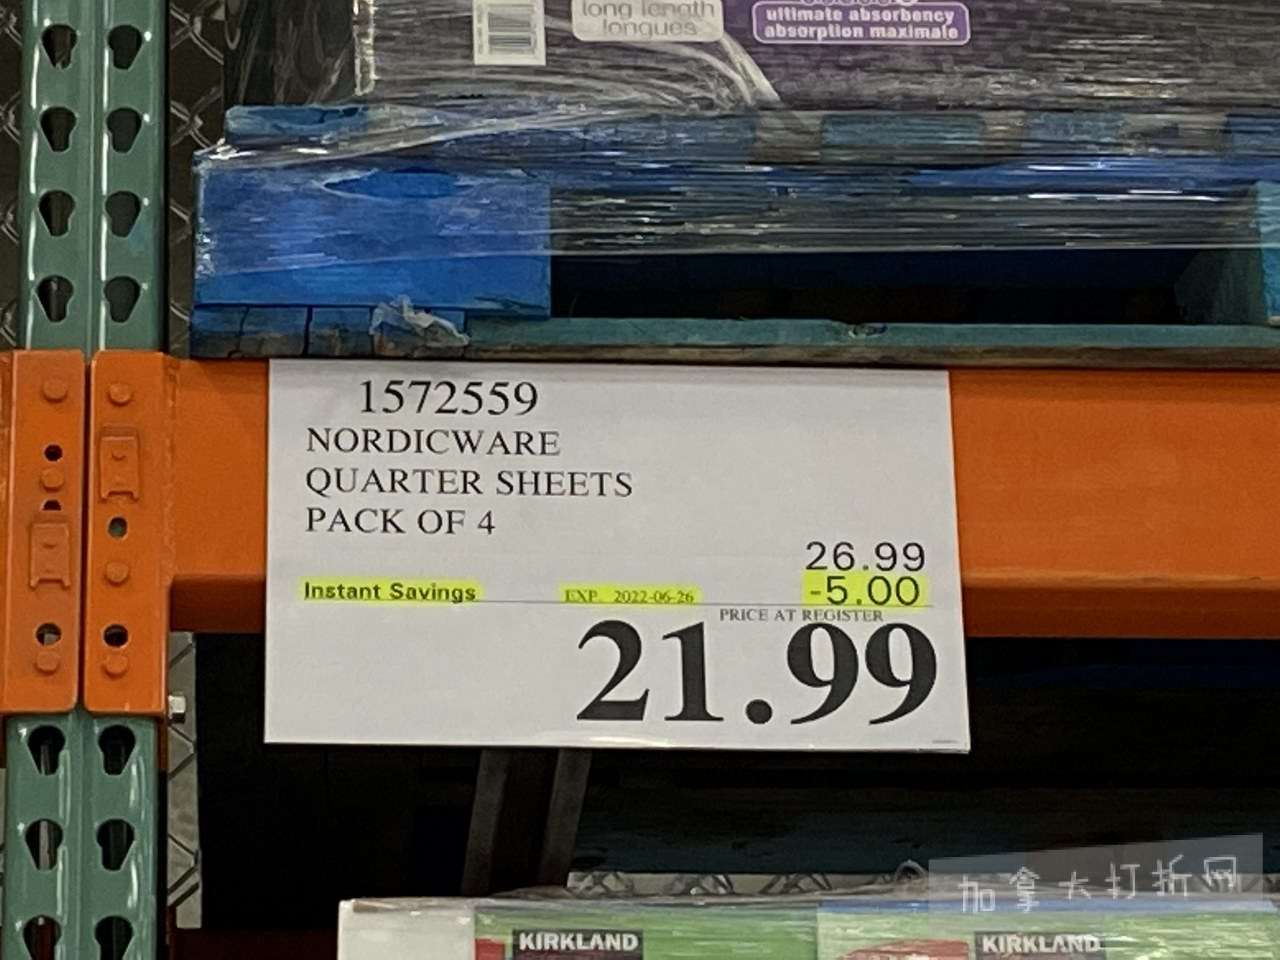 long length
longues
ultimate absorbency
absorption maximale
1572559
NORDICWARE
QUARTER SHEETS
PACK OF 4
26.99
Instant Savings EXP. 2022-06-26 -5.00
PRICE AT REGISTER
21.99
加拿大打折网
KIRKLAND KIRKLAND